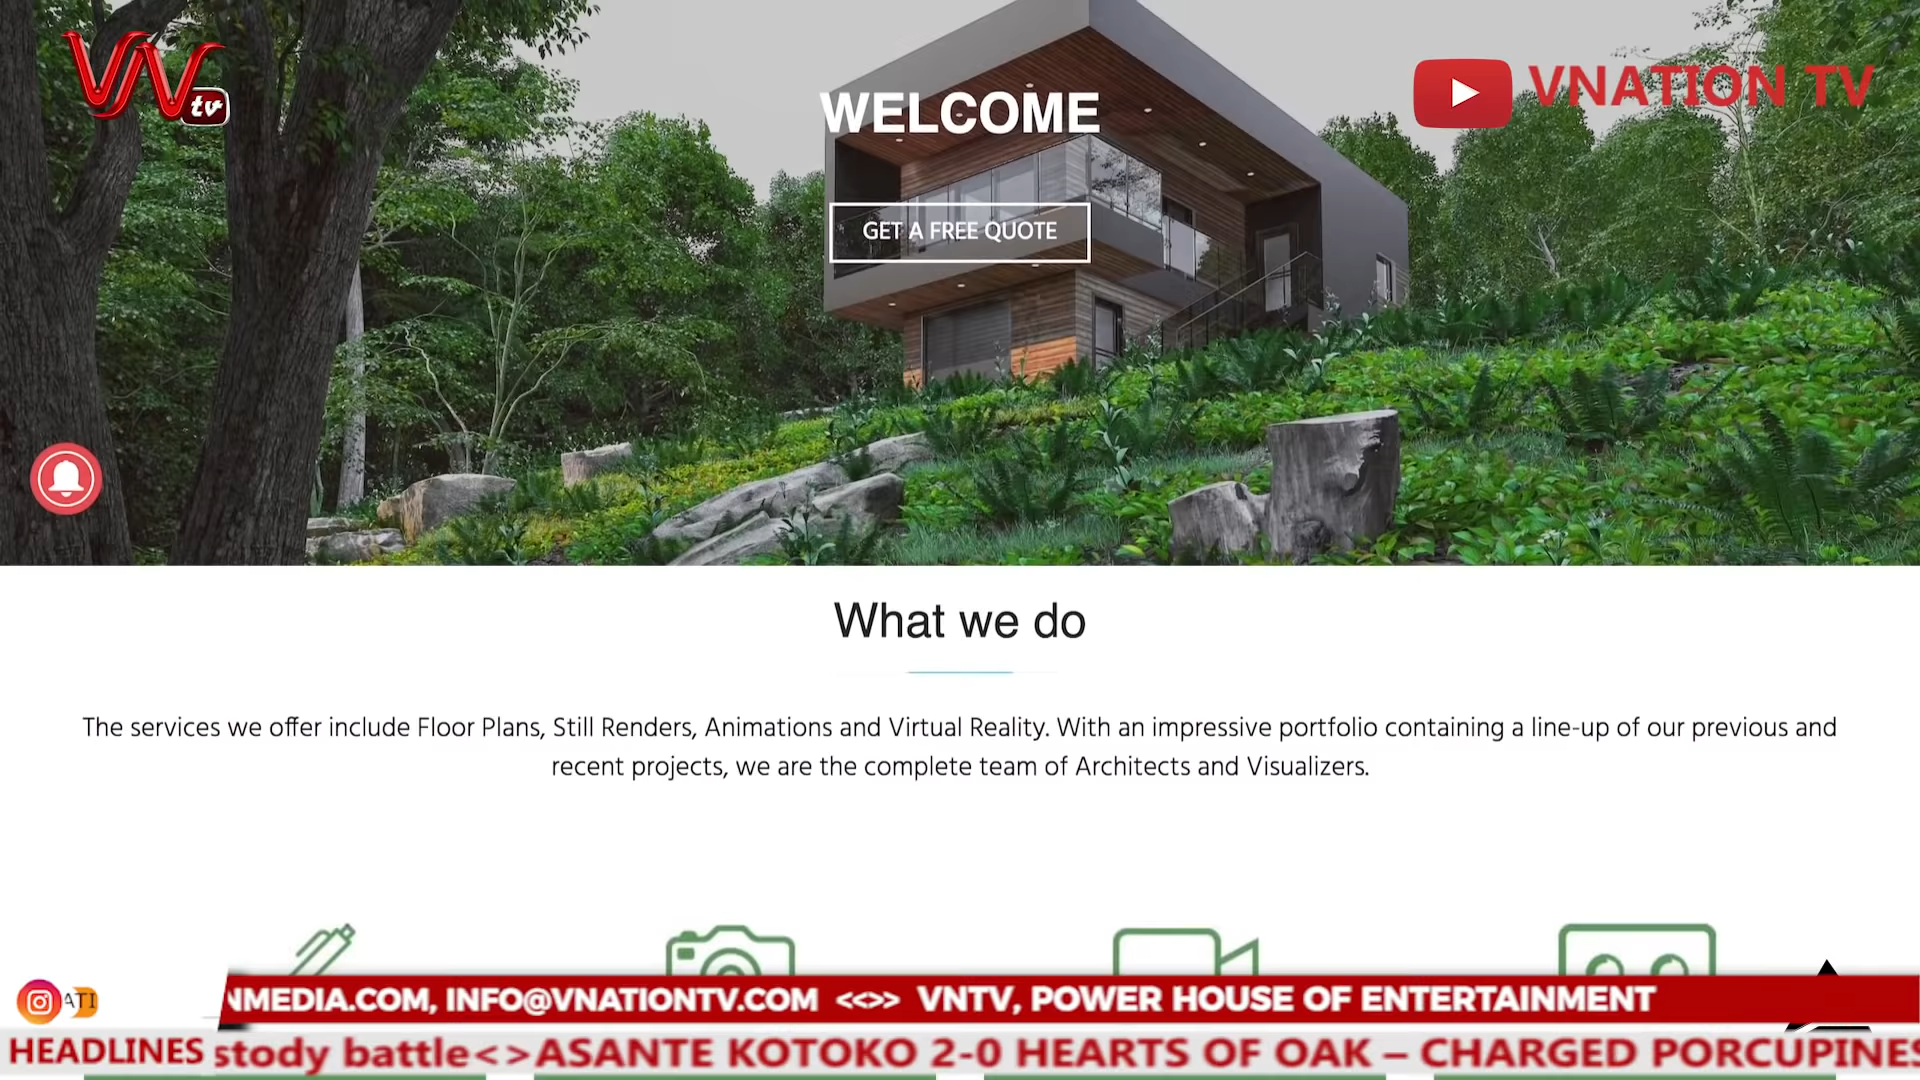 VN tv
VNATION TV
WELCOME
GET A FREE QUOTE
What we do
The services we offer include Floor Plans, Still Renders, Animations and Virtual Reality. With an impressive portfolio containing a line-up of our previous and
recent projects, we are the complete team of Architects and Visualizers.
ATI
NMEDIA.COM, INFO@VNATIONTV.COM <<>> VNTV, POWER HOUSE OF ENTERTAINMENT
HEADLINES stody battle<>ASANTE KOTOKO 2-0 HEARTS OF OAK – CHARGED PORCUPINES